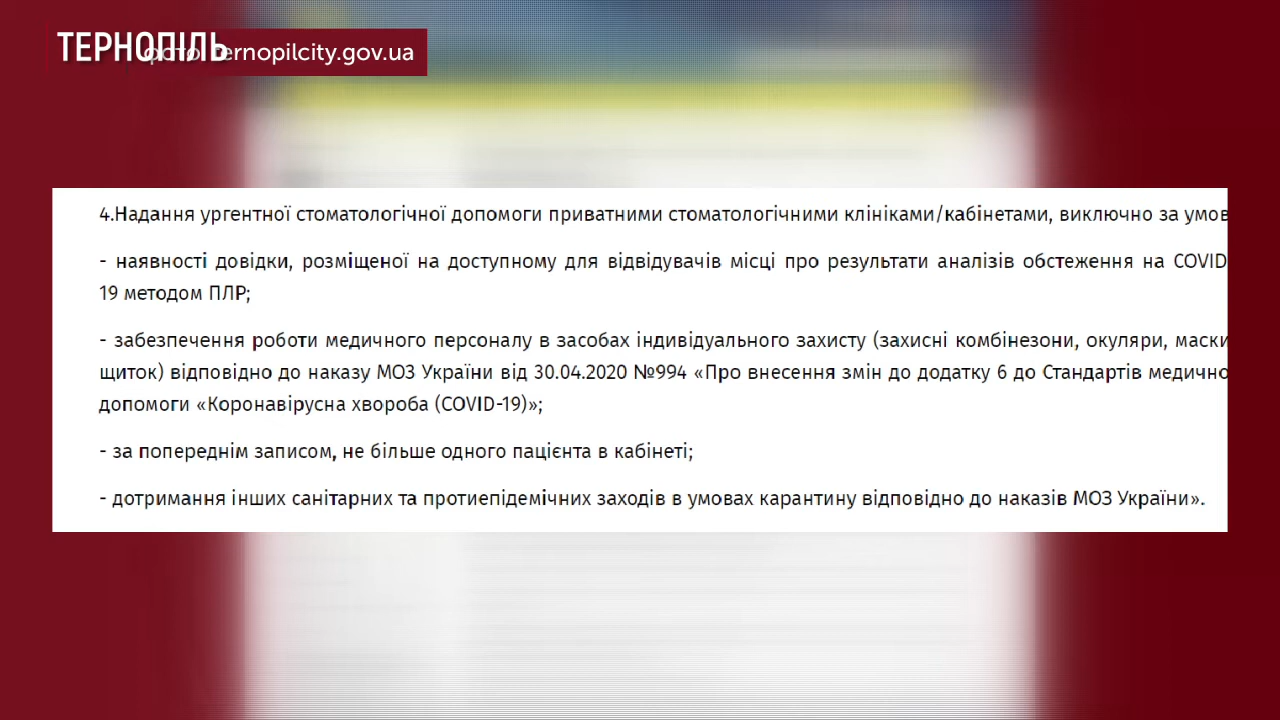 ТЕРНОПІЛЬ
ternopilcity.gov.ua
4.Надання ургентної стоматологічної допомоги приватними стоматологічними клініками/кабінетами, виключно за умов
- наявності довідки, розміщеної на доступному для відвідувачів місці про результати аналізів обстеження на COVID
19 методом ПЛР;
- забезпечення роботи медичного персоналу в засобах індивідуального захисту (захисні комбінезони, окуляри, маски
щиток) відповідно до наказу МОЗ України від 30.04.2020 №994 «Про внесення змін до додатку 6 до Стандартів медично
допомоги «Коронавірусна хвороба (COVID-19)»;
- за попереднім записом, не більше одного пацієнта в кабінеті;
- дотримання інших санітарних та протиепідемічних заходів в умовах карантину відповідно до наказів МОЗ України».